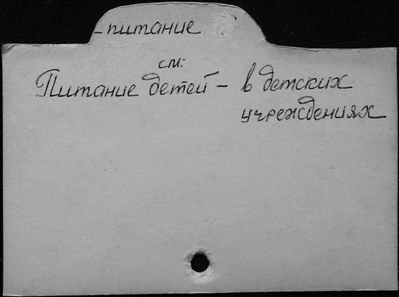 -питание
см:
Питание детей - в детских
учреждениях